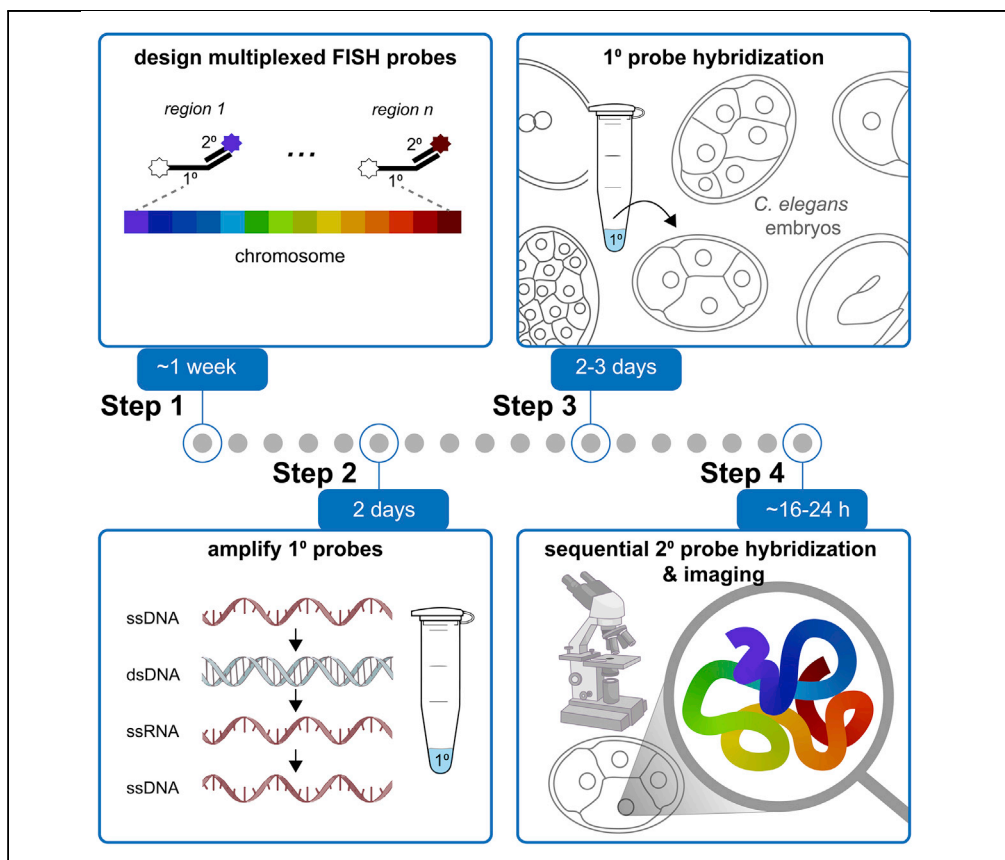 design multiplexed FISH probes
region 1
region n
2º
2º
...
1º
1º
chromosome
1º probe hybridization
1º
C. elegans
embryos
~1 week
2-3 days
Step 1
Step 3
Step 2
Step 4
2 days
~16-24 h
amplify 1º probes
ssDNA
dsDNA
ssRNA
ssDNA
1º
sequential 2º probe hybridization
& imaging